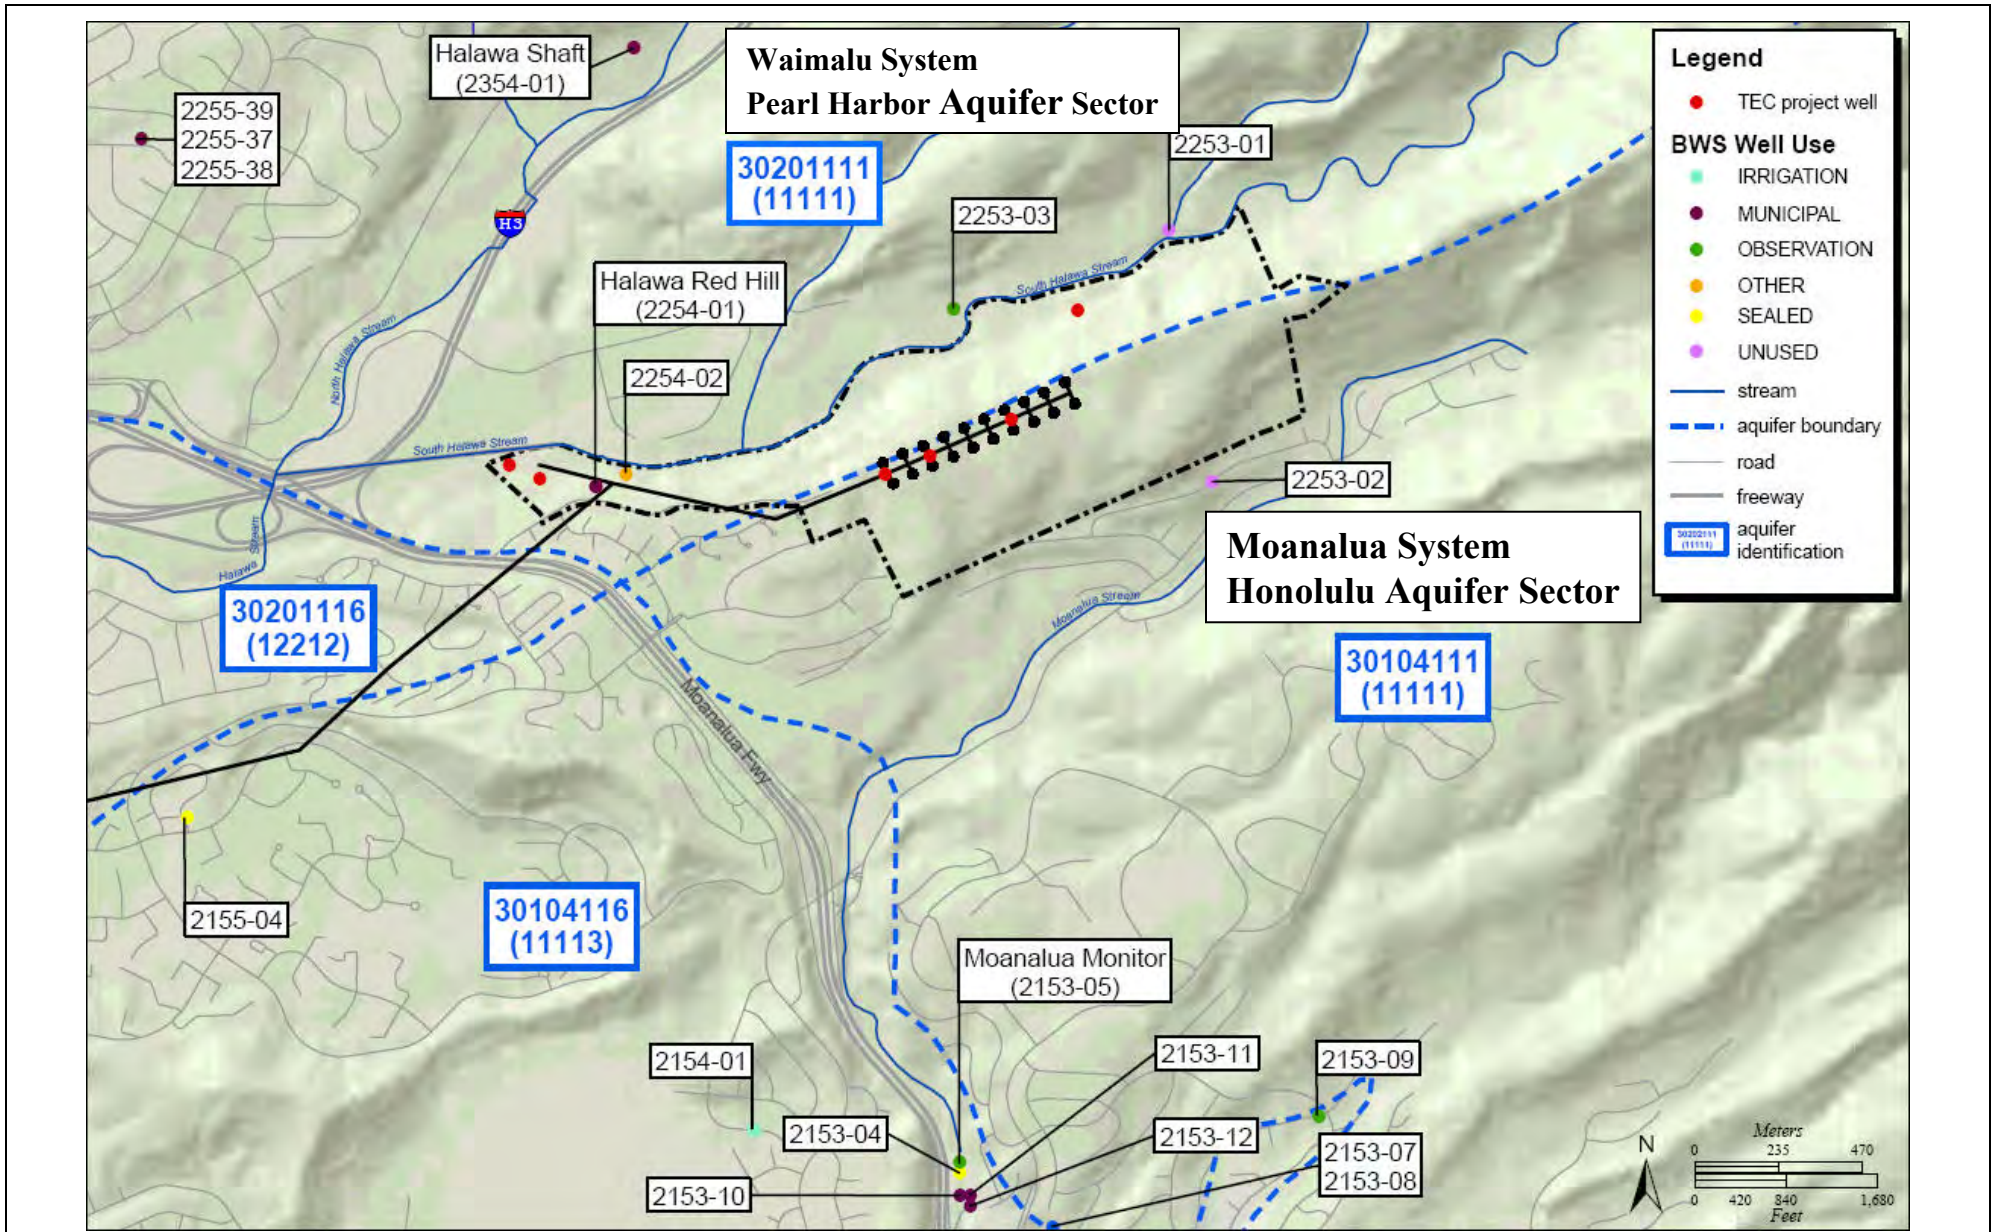 Halawa Shaft
(2354-01)
Waimalu System
Pearl Harbor Aquifer Sector
2255-39
2255-37
2255-38
30201111
(11111)
2253-01
2253-03
H3
Halawa Red Hill
(2254-01)
South Halawa Stream
North Halawa Stream
2254-02
South Halawa Stream
2253-02
Halawa Stream
Moanalua System
Honolulu Aquifer Sector
30201116
(12212)
Moanalua Stream
30104111
(11111)
Moanalua Fwy
2155-04
30104116
(11113)
Moanalua Monitor
(2153-05)
2154-01
2153-11
2153-09
2153-04
2153-12
2153-07
2153-08
2153-10
Legend
TEC project well
BWS Well Use
IRRIGATION
MUNICIPAL
OBSERVATION
OTHER
SEALED
UNUSED
stream
aquifer boundary
road
freeway
30202111
(11111)
aquifer
identification
N
Meters
0 235 470
0 420 840 1,680
Feet